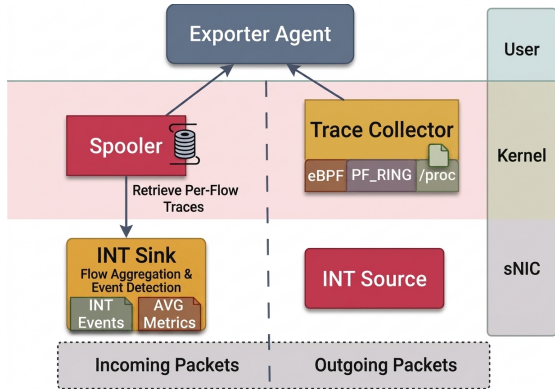 Exporter Agent
User
Spooler
Retrieve Per-Flow
Traces
Trace Collector
eBPF
PF_RING
/proc
Kernel
INT Sink
Flow Aggregation &
Event Detection
INT
Events
AVG
Metrics
INT Source
sNIC
Incoming Packets
Outgoing Packets